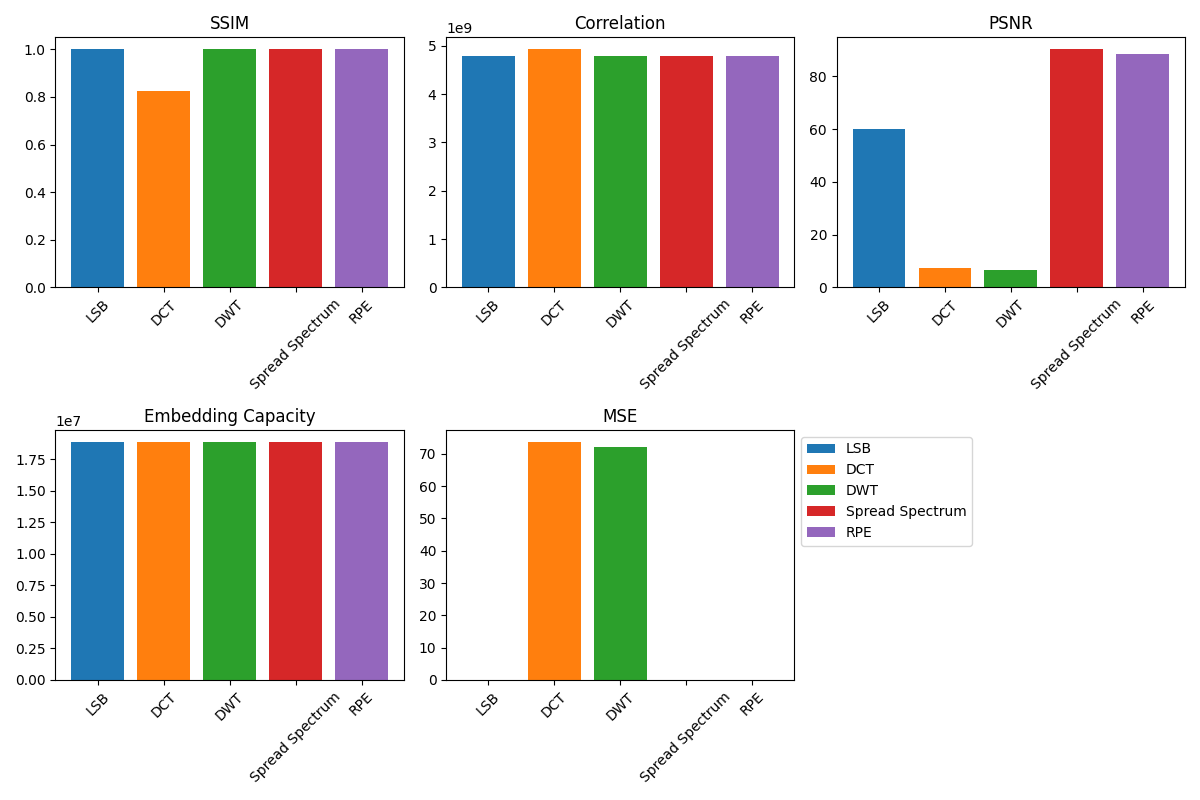 SSIM
1.0
0.8
0.6
0.4
0.2
0.0
LSB
DCT
DWT
Spread Spectrum
RPE
Correlation
1e9
5
4
3
2
1
0
LSB
DCT
DWT
Spread Spectrum
RPE
PSNR
80
60
40
20
0
LSB
DCT
DWT
Spread Spectrum
RPE
Embedding Capacity
1e7
1.75
1.50
1.25
1.00
0.75
0.50
0.25
0.00
LSB
DCT
DWT
Spread Spectrum
RPE
MSE
70
60
50
40
30
20
10
0
LSB
DCT
DWT
Spread Spectrum
RPE
LSB
DCT
DWT
Spread Spectrum
RPE